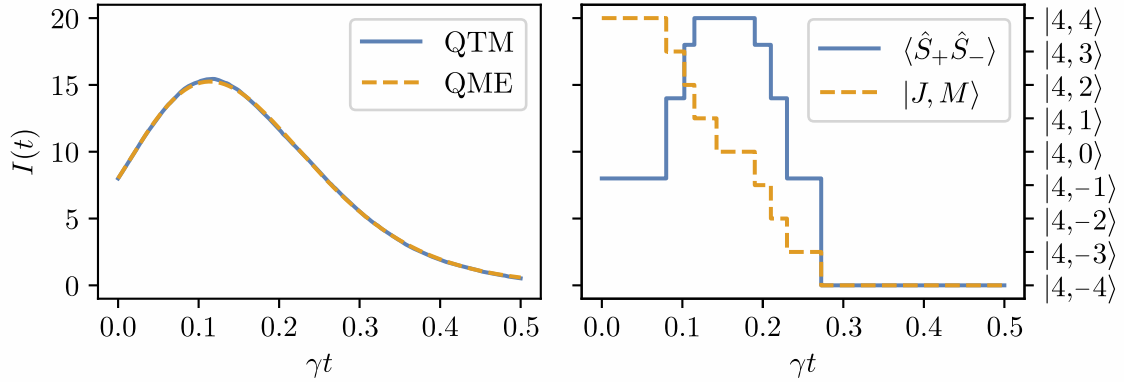 I(t)
20
15
10
5
0
0.0 0.1 0.2 0.3 0.4 0.5
γt
QTM
QME
⟨Ŝ₊Ŝ₋⟩
|J, M⟩
0.0 0.1 0.2 0.3 0.4 0.5
γt
|4, 4⟩
|4, 3⟩
|4, 2⟩
|4, 1⟩
|4, 0⟩
|4,−1⟩
|4,−2⟩
|4,−3⟩
|4,−4⟩